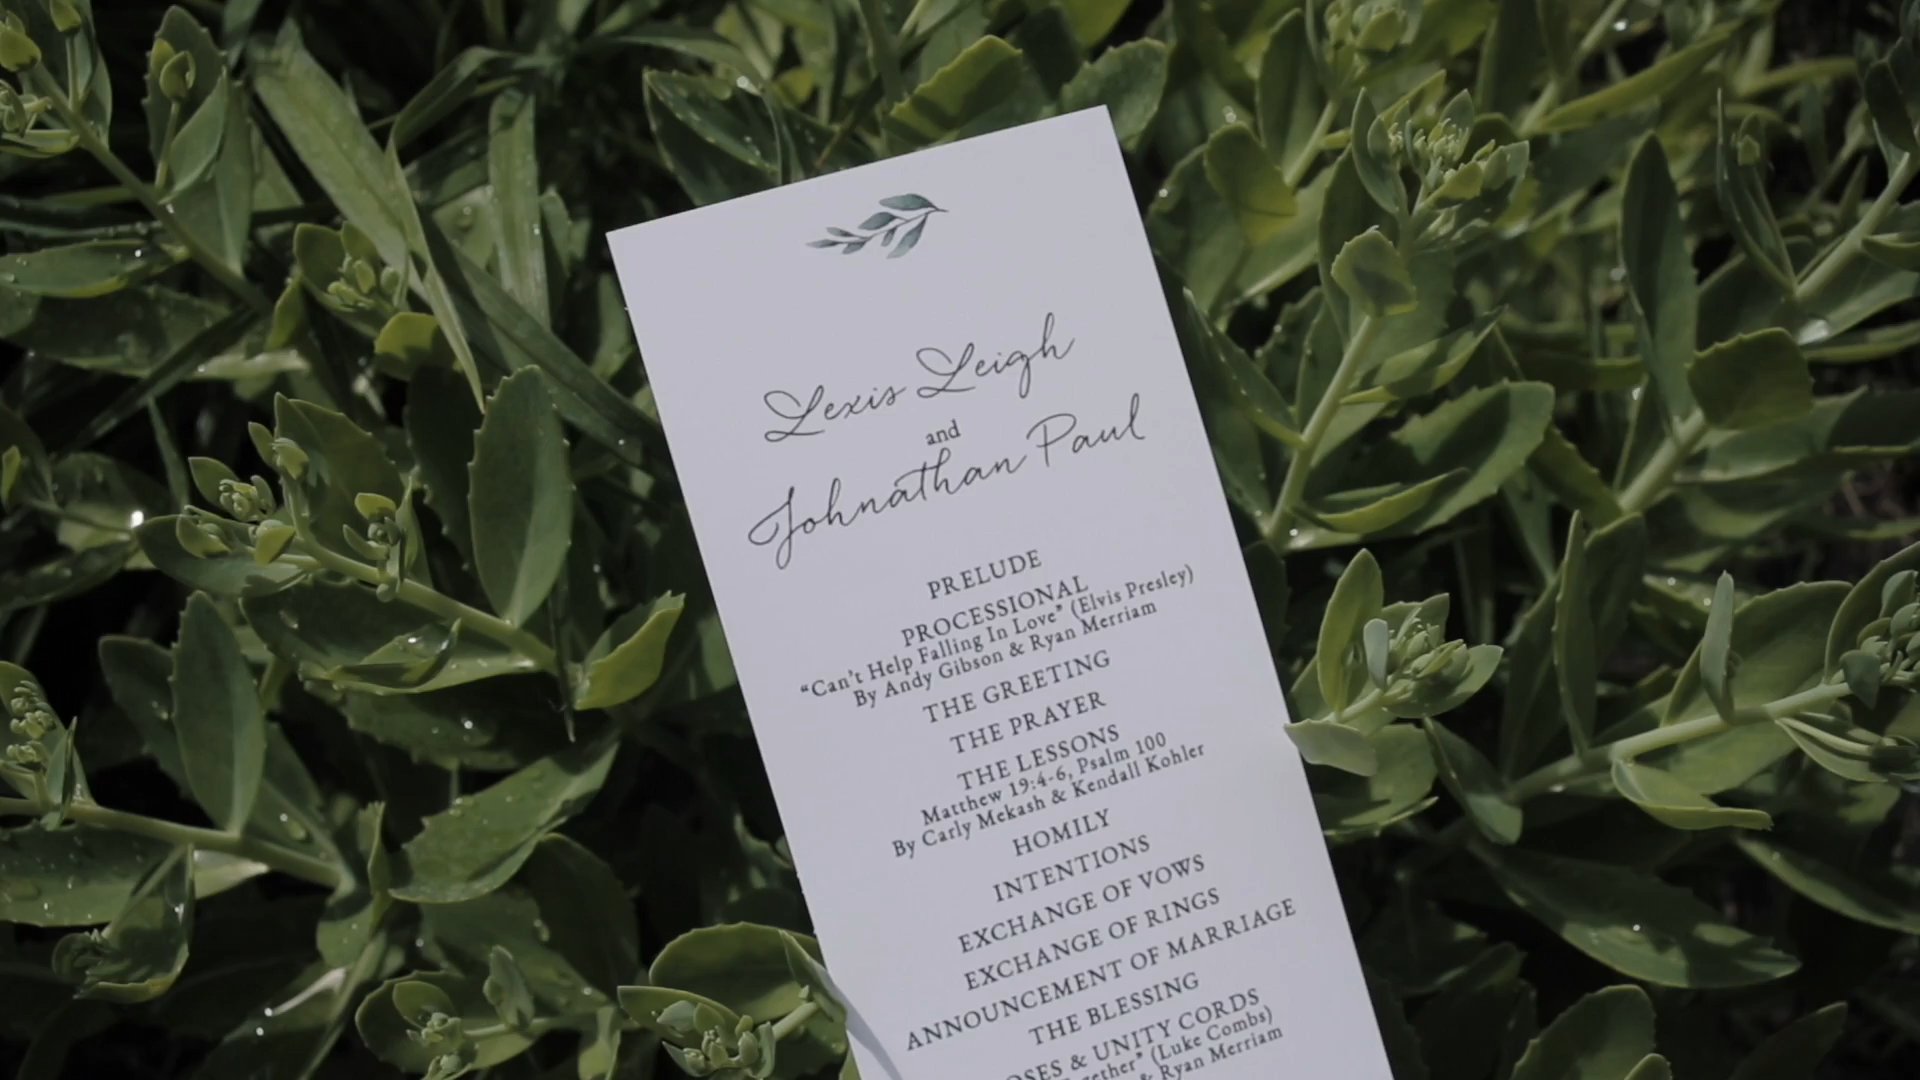 Lexis Leigh
and
Johnathan Paul
PRELUDE
PROCESSIONAL
“Can’t Help Falling In Love” (Elvis Presley)
By Andy Gibson & Ryan Merriam
THE GREETING
THE PRAYER
THE LESSONS
Matthew 19:4-6, Psalm 100
By Carly Mekash & Kendall Kohler
HOMILY
INTENTIONS
EXCHANGE OF VOWS
EXCHANGE OF RINGS
ANNOUNCEMENT OF MARRIAGE
THE BLESSING
& UNITY CORDS
(Luke Combs)
& Ryan Merriam